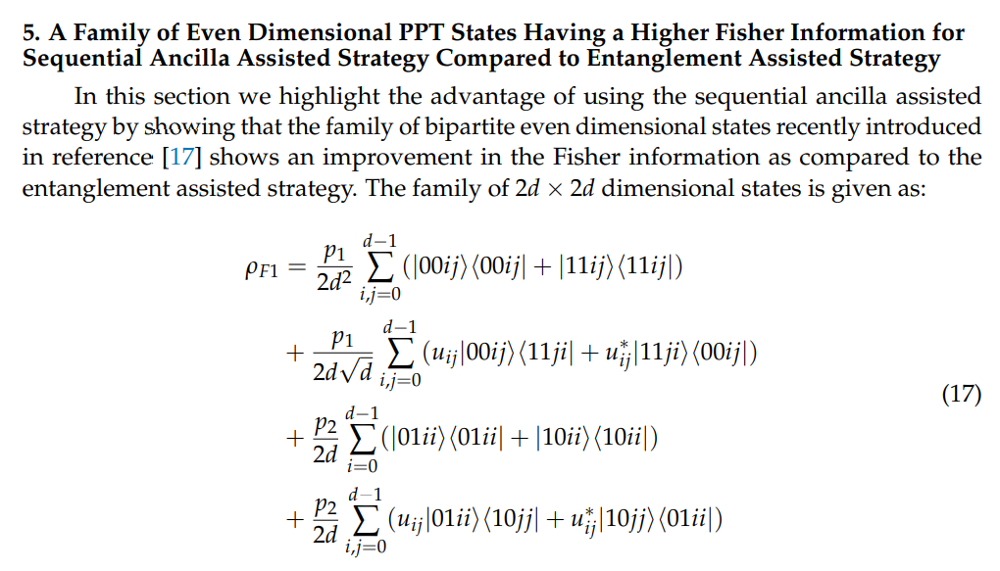 5. A Family of Even Dimensional PPT States Having a Higher Fisher Information for
Sequential Ancilla Assisted Strategy Compared to Entanglement Assisted Strategy
In this section we highlight the advantage of using the sequential ancilla assisted
strategy by showing that the family of bipartite even dimensional states recently introduced
in reference [17] shows an improvement in the Fisher information as compared to the
entanglement assisted strategy. The family of 2d × 2d dimensional states is given as:
$\rho_{F1} = \frac{p_1}{2d^2} \sum_{i,j=0}^{d-1} (|00ij\rangle\langle 00ij| + |11ij\rangle\langle 11ij|)$
$+ \frac{p_1}{2d\sqrt{d}} \sum_{i,j=0}^{d-1} (u_{ij}|00ij\rangle\langle 11ji| + u_{ij}^*|11ji\rangle\langle 00ij|)$
$+ \frac{p_2}{2d} \sum_{i=0}^{d-1} (|01ii\rangle\langle 01ii| + |10ii\rangle\langle 10ii|)$
$+ \frac{p_2}{2d} \sum_{i,j=0}^{d-1} (u_{ij}|01ii\rangle\langle 10jj| + u_{ij}^*|10jj\rangle\langle 01ii|)$
(17)